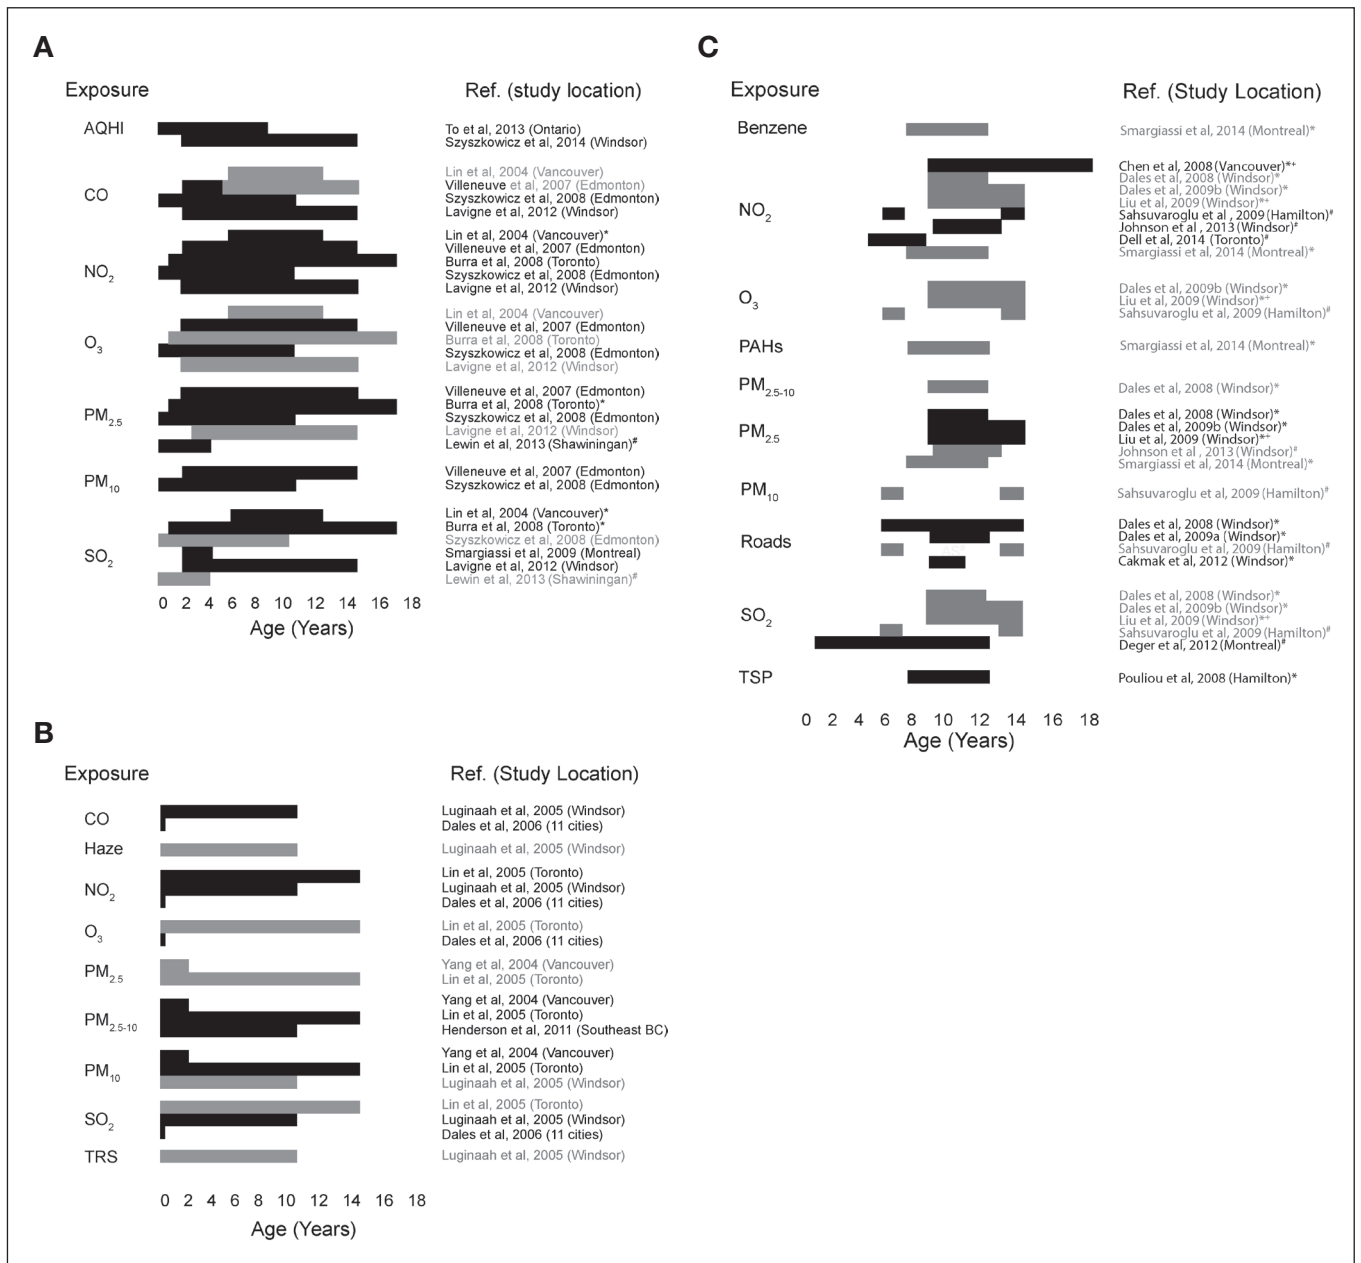 A
Exposure
Ref. (study location)
AQHI
To et al, 2013 (Ontario)
Szyszkowicz et al, 2014 (Windsor)
CO
Lin et al, 2004 (Vancouver)
Villeneuve et al, 2007 (Edmonton)
Szyszkowicz et al, 2008 (Edmonton)
Lavigne et al, 2012 (Windsor)
NO2
Lin et al, 2004 (Vancouver)*
Villeneuve et al, 2007 (Edmonton)
Burra et al, 2008 (Toronto)
Szyszkowicz et al, 2008 (Edmonton)
Lavigne et al, 2012 (Windsor)
O3
Lin et al, 2004 (Vancouver)
Villeneuve et al, 2007 (Edmonton)
Burra et al, 2008 (Toronto)
Szyszkowicz et al, 2008 (Edmonton)
Lavigne et al, 2012 (Windsor)
PM2.5
Villeneuve et al, 2007 (Edmonton)
Burra et al, 2008 (Toronto)*
Szyszkowicz et al, 2008 (Edmonton)
Lavigne et al, 2012 (Windsor)
Lewin et al, 2013 (Shawiningan)#
PM10
Villeneuve et al, 2007 (Edmonton)
Szyszkowicz et al, 2008 (Edmonton)
SO2
Lin et al, 2004 (Vancouver)*
Burra et al, 2008 (Toronto)*
Szyszkowicz et al, 2008 (Edmonton)
Smargiassi et al, 2009 (Montreal)
Lavigne et al, 2012 (Windsor)
Lewin et al, 2013 (Shawiningan)#
0 2 4 6 8 10 12 14 16 18
Age (Years)
B
Exposure
Ref. (Study Location)
CO
Luginaah et al, 2005 (Windsor)
Dales et al, 2006 (11 cities)
Haze
Luginaah et al, 2005 (Windsor)
NO2
Lin et al, 2005 (Toronto)
Luginaah et al, 2005 (Windsor)
Dales et al, 2006 (11 cities)
O3
Lin et al, 2005 (Toronto)
Dales et al, 2006 (11 cities)
PM2.5
Yang et al, 2004 (Vancouver)
Lin et al, 2005 (Toronto)
PM2.5-10
Yang et al, 2004 (Vancouver)
Lin et al, 2005 (Toronto)
Henderson et al, 2011 (Southeast BC)
PM10
Yang et al, 2004 (Vancouver)
Lin et al, 2005 (Toronto)
Luginaah et al, 2005 (Windsor)
SO2
Lin et al, 2005 (Toronto)
Luginaah et al, 2005 (Windsor)
Dales et al, 2006 (11 cities)
TRS
Luginaah et al, 2005 (Windsor)
0 2 4 6 8 10 12 14 16 18
Age (Years)
C
Exposure
Ref. (Study Location)
Benzene
Smargiassi et al, 2014 (Montreal)*
NO2
Chen et al, 2008 (Vancouver)*+
Dales et al, 2008 (Windsor)*
Dales et al, 2009b (Windsor)*
Liu et al, 2009 (Windsor)*+
Sahsuvaroglu et al, 2009 (Hamilton)#
Johnson et al, 2013 (Windsor)#
Dell et al, 2014 (Toronto)#
Smargiassi et al, 2014 (Montreal)*
O3
Dales et al, 2009b (Windsor)*
Liu et al, 2009 (Windsor)*+
Sahsuvaroglu et al, 2009 (Hamilton)#
PAHs
Smargiassi et al, 2014 (Montreal)*
PM2.5-10
Dales et al, 2008 (Windsor)*
PM2.5
Dales et al, 2008 (Windsor)*
Dales et al, 2009b (Windsor)*
Liu et al, 2009 (Windsor)*+
Johnson et al, 2013 (Windsor)#
Smargiassi et al, 2014 (Montreal)*
PM10
Sahsuvaroglu et al, 2009 (Hamilton)#
Roads
Dales et al, 2008 (Windsor)*
Dales et al, 2009a (Windsor)*
Sahsuvaroglu et al, 2009 (Hamilton)#
Cakmak et al, 2012 (Windsor)*
SO2
Dales et al, 2008 (Windsor)*
Dales et al, 2009b (Windsor)*
Liu et al, 2009 (Windsor)*+
Sahsuvaroglu et al, 2009 (Hamilton)#
Deger et al, 2012 (Montreal)#
TSP
Pouliou et al, 2008 (Hamilton)*
0 2 4 6 8 10 12 14 16 18
Age (Years)